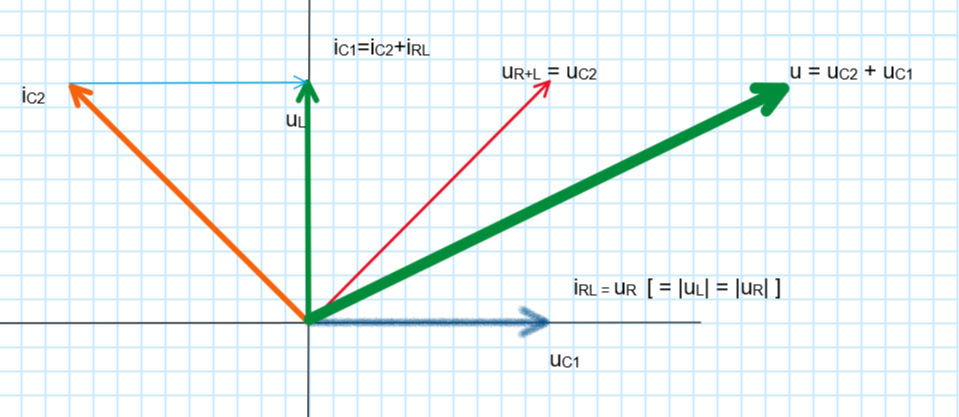 iC1=iC2+iRL
uR+L = uC2
u = uC2 + uC1
iC2
uL
iRL = uR [ = |uL| = |uR| ]
uC1